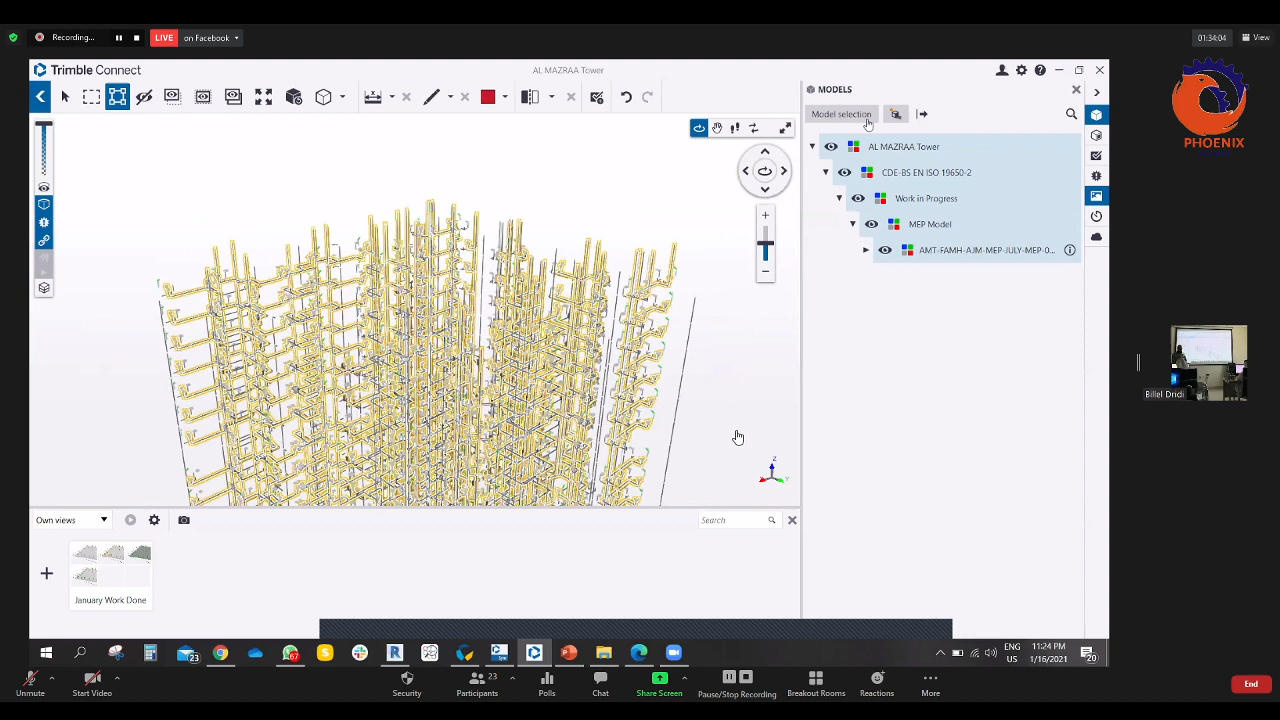 Recording...
LIVE
on Facebook
01:34:04
View
Trimble Connect
AL MAZRAA Tower
PHOENIX
MODELS
Model selection
AL MAZRAA Tower
CDE-BS EN ISO 19650-2
Work in Progress
MEP Model
AMT-FAMH-AJM-MEP-JULY-MEP-0...
Z
Y
Billel Dridi
Own views
Search
January Work Done
23
67
ENG
US
11:24 PM
1/16/2021
20
Unmute
Start Video
Security
Participants
23
Polls
Chat
Share Screen
Pause/Stop Recording
Breakout Rooms
Reactions
More
End